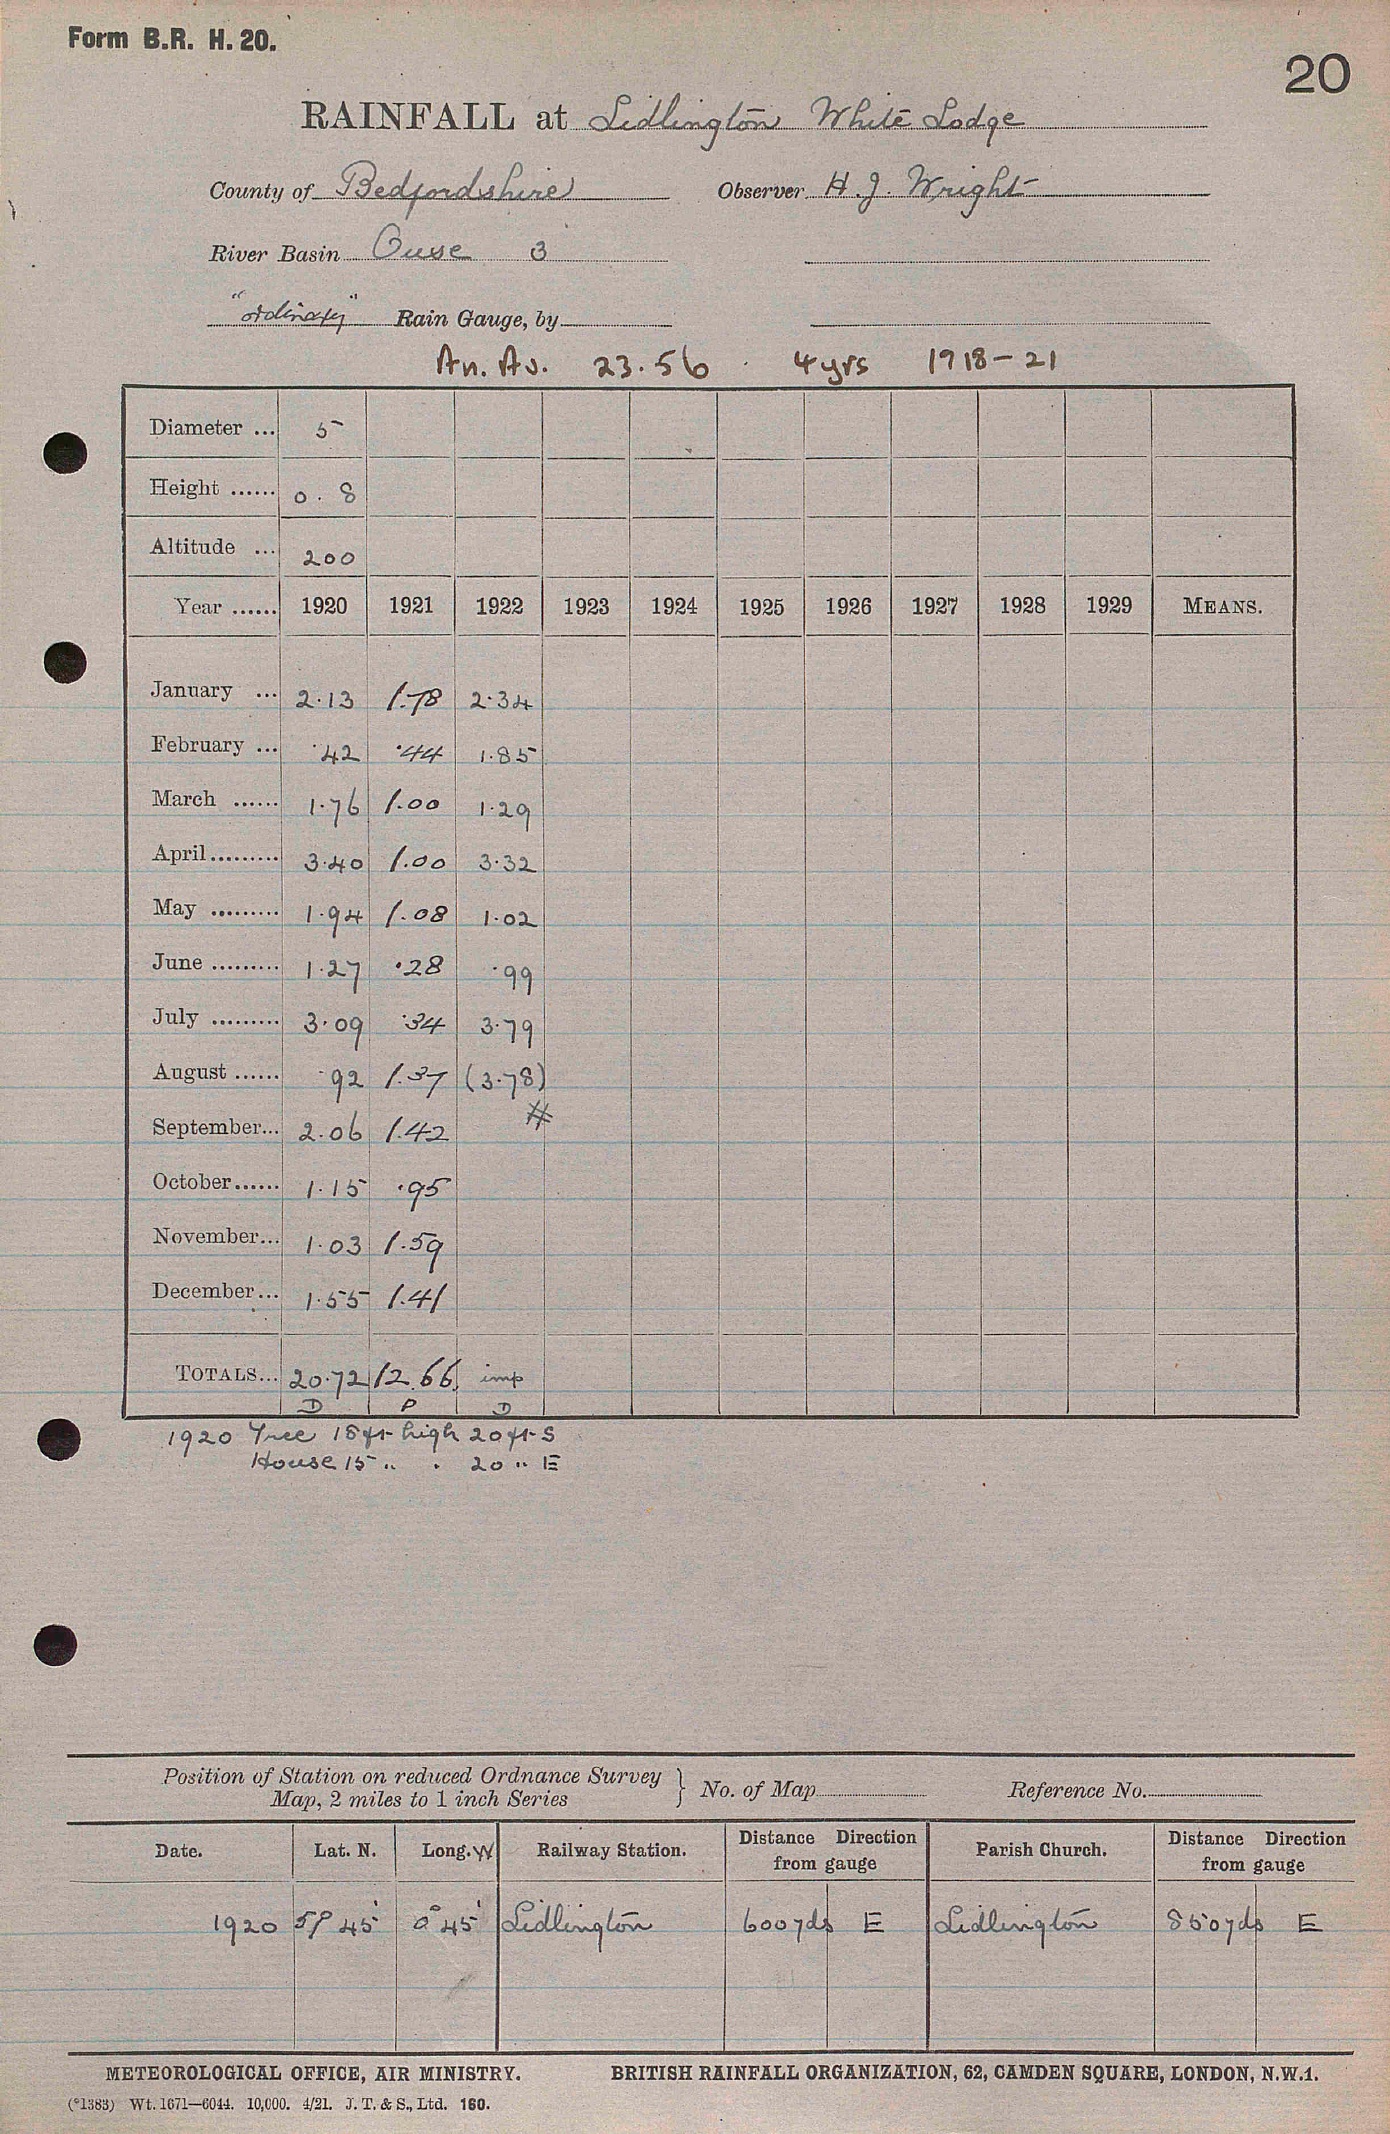 Form B.R. H. 20.
20
RAINFALL at Lidlington White Lodge
County of Bedfordshire Observer H. J. Wright
River Basin Ouse 3
"ordinary" Rain Gauge, by
An. Av. 23.56 4 yrs 1918-21
Diameter ... 5
Height ...... 0.8
Altitude ... 200
Year ...... 1920 1921 1922 1923 1924 1925 1926 1927 1928 1929 MEANS.
January ... 2.13 1.78 2.34
February ... .42 .44 1.85
March ...... 1.76 1.00 1.29
April ......... 3.40 1.00 3.32
May ......... 1.94 1.08 1.02
June ......... 1.27 .28 .99
July ......... 3.09 .34 3.79
August ...... .92 1.37 (3.78)
#
September... 2.06 1.42
October...... 1.15 .95
November... 1.03 1.59
December... 1.55 1.41
TOTALS... 20.72 12.66 imp
D P D
1920 Tree 18 ft high 20 ft S
House 15 " " 20 " E
Position of Station on reduced Ordnance Survey
Map, 2 miles to 1 inch Series } No. of Map Reference No.
Date. Lat. N. Long. W Railway Station. Distance Direction from gauge Parish Church. Distance Direction from gauge
1920 51° 45' 0° 45' Lidlington 600 yds E Lidlington 850 yds E
METEOROLOGICAL OFFICE, AIR MINISTRY. BRITISH RAINFALL ORGANIZATION, 62, CAMDEN SQUARE, LONDON, N.W.1.
(*1383) Wt. 1671—6044. 10,000. 4/21. J. T. & S., Ltd. 160.